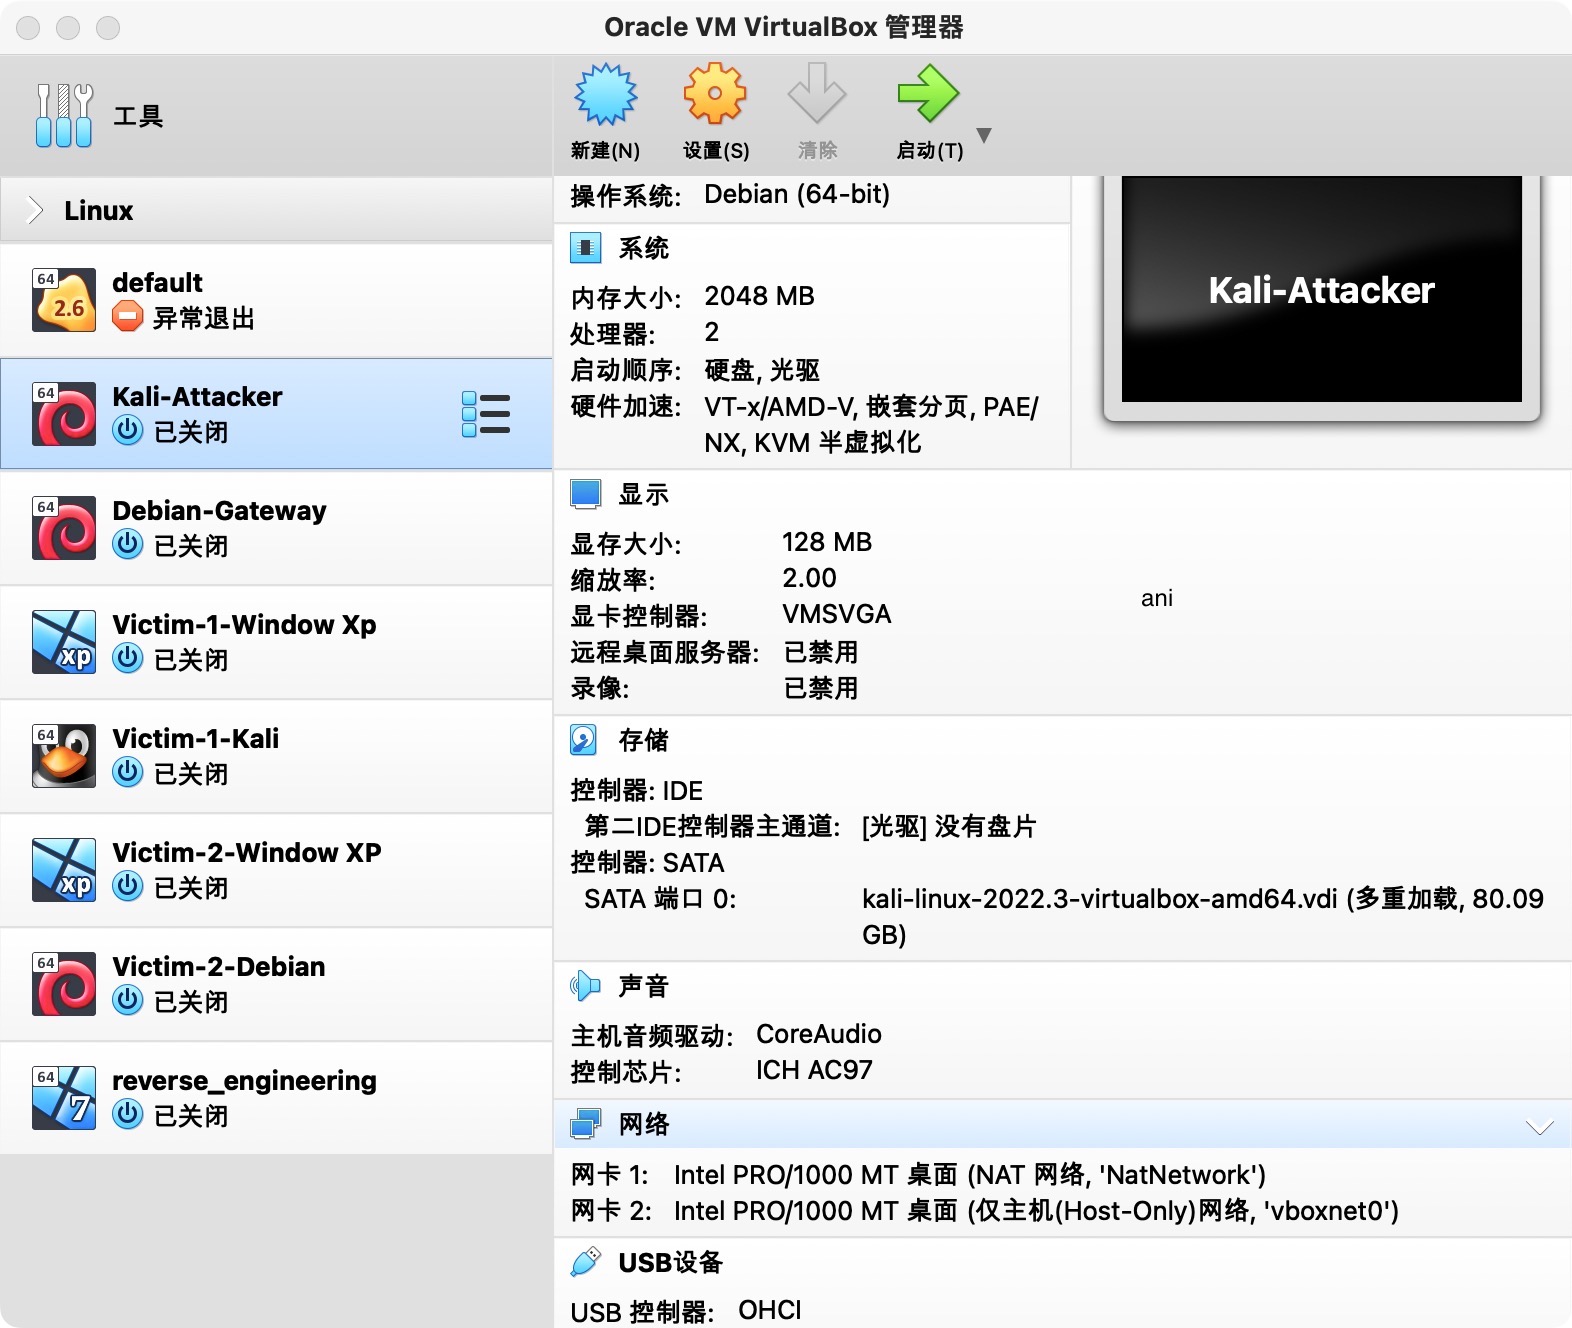 Oracle VM VirtualBox 管理器
工具
新建(N)
设置(S)
清除
启动(T)
Linux
64
2.6
default
异常退出
64
Kali-Attacker
已关闭
64
Debian-Gateway
已关闭
xp
Victim-1-Window Xp
已关闭
64
Victim-1-Kali
已关闭
xp
Victim-2-Window XP
已关闭
64
Victim-2-Debian
已关闭
64
7
reverse_engineering
已关闭
操作系统: Debian (64-bit)
系统
内存大小: 2048 MB
处理器: 2
启动顺序: 硬盘, 光驱
硬件加速: VT-x/AMD-V, 嵌套分页, PAE/
NX, KVM 半虚拟化
Kali-Attacker
显示
显存大小: 128 MB
缩放率: 2.00
显卡控制器: VMSVGA
远程桌面服务器: 已禁用
录像: 已禁用
ani
存储
控制器: IDE
第二IDE控制器主通道: [光驱] 没有盘片
控制器: SATA
SATA 端口 0: kali-linux-2022.3-virtualbox-amd64.vdi (多重加载, 80.09
GB)
声音
主机音频驱动: CoreAudio
控制芯片: ICH AC97
网络
网卡 1: Intel PRO/1000 MT 桌面 (NAT 网络, 'NatNetwork')
网卡 2: Intel PRO/1000 MT 桌面 (仅主机(Host-Only)网络, 'vboxnet0')
USB设备
USB 控制器: OHCI